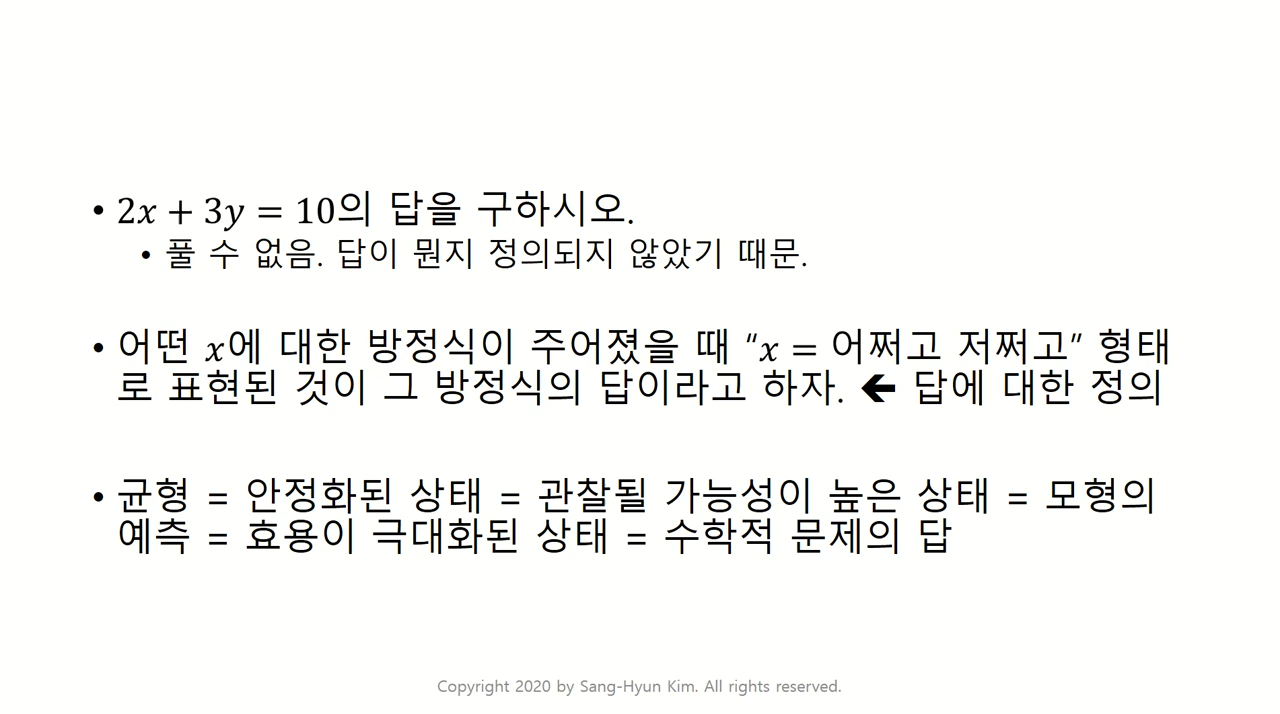 • 2x + 3y = 10의 답을 구하시오.
• 풀 수 없음. 답이 뭔지 정의되지 않았기 때문.
• 어떤 x에 대한 방정식이 주어졌을 때 “x = 어쩌고 저쩌고” 형태
로 표현된 것이 그 방정식의 답이라고 하자. 🡸 답에 대한 정의
• 균형 = 안정화된 상태 = 관찰될 가능성이 높은 상태 = 모형의
예측 = 효용이 극대화된 상태 = 수학적 문제의 답
Copyright 2020 by Sang-Hyun Kim. All rights reserved.